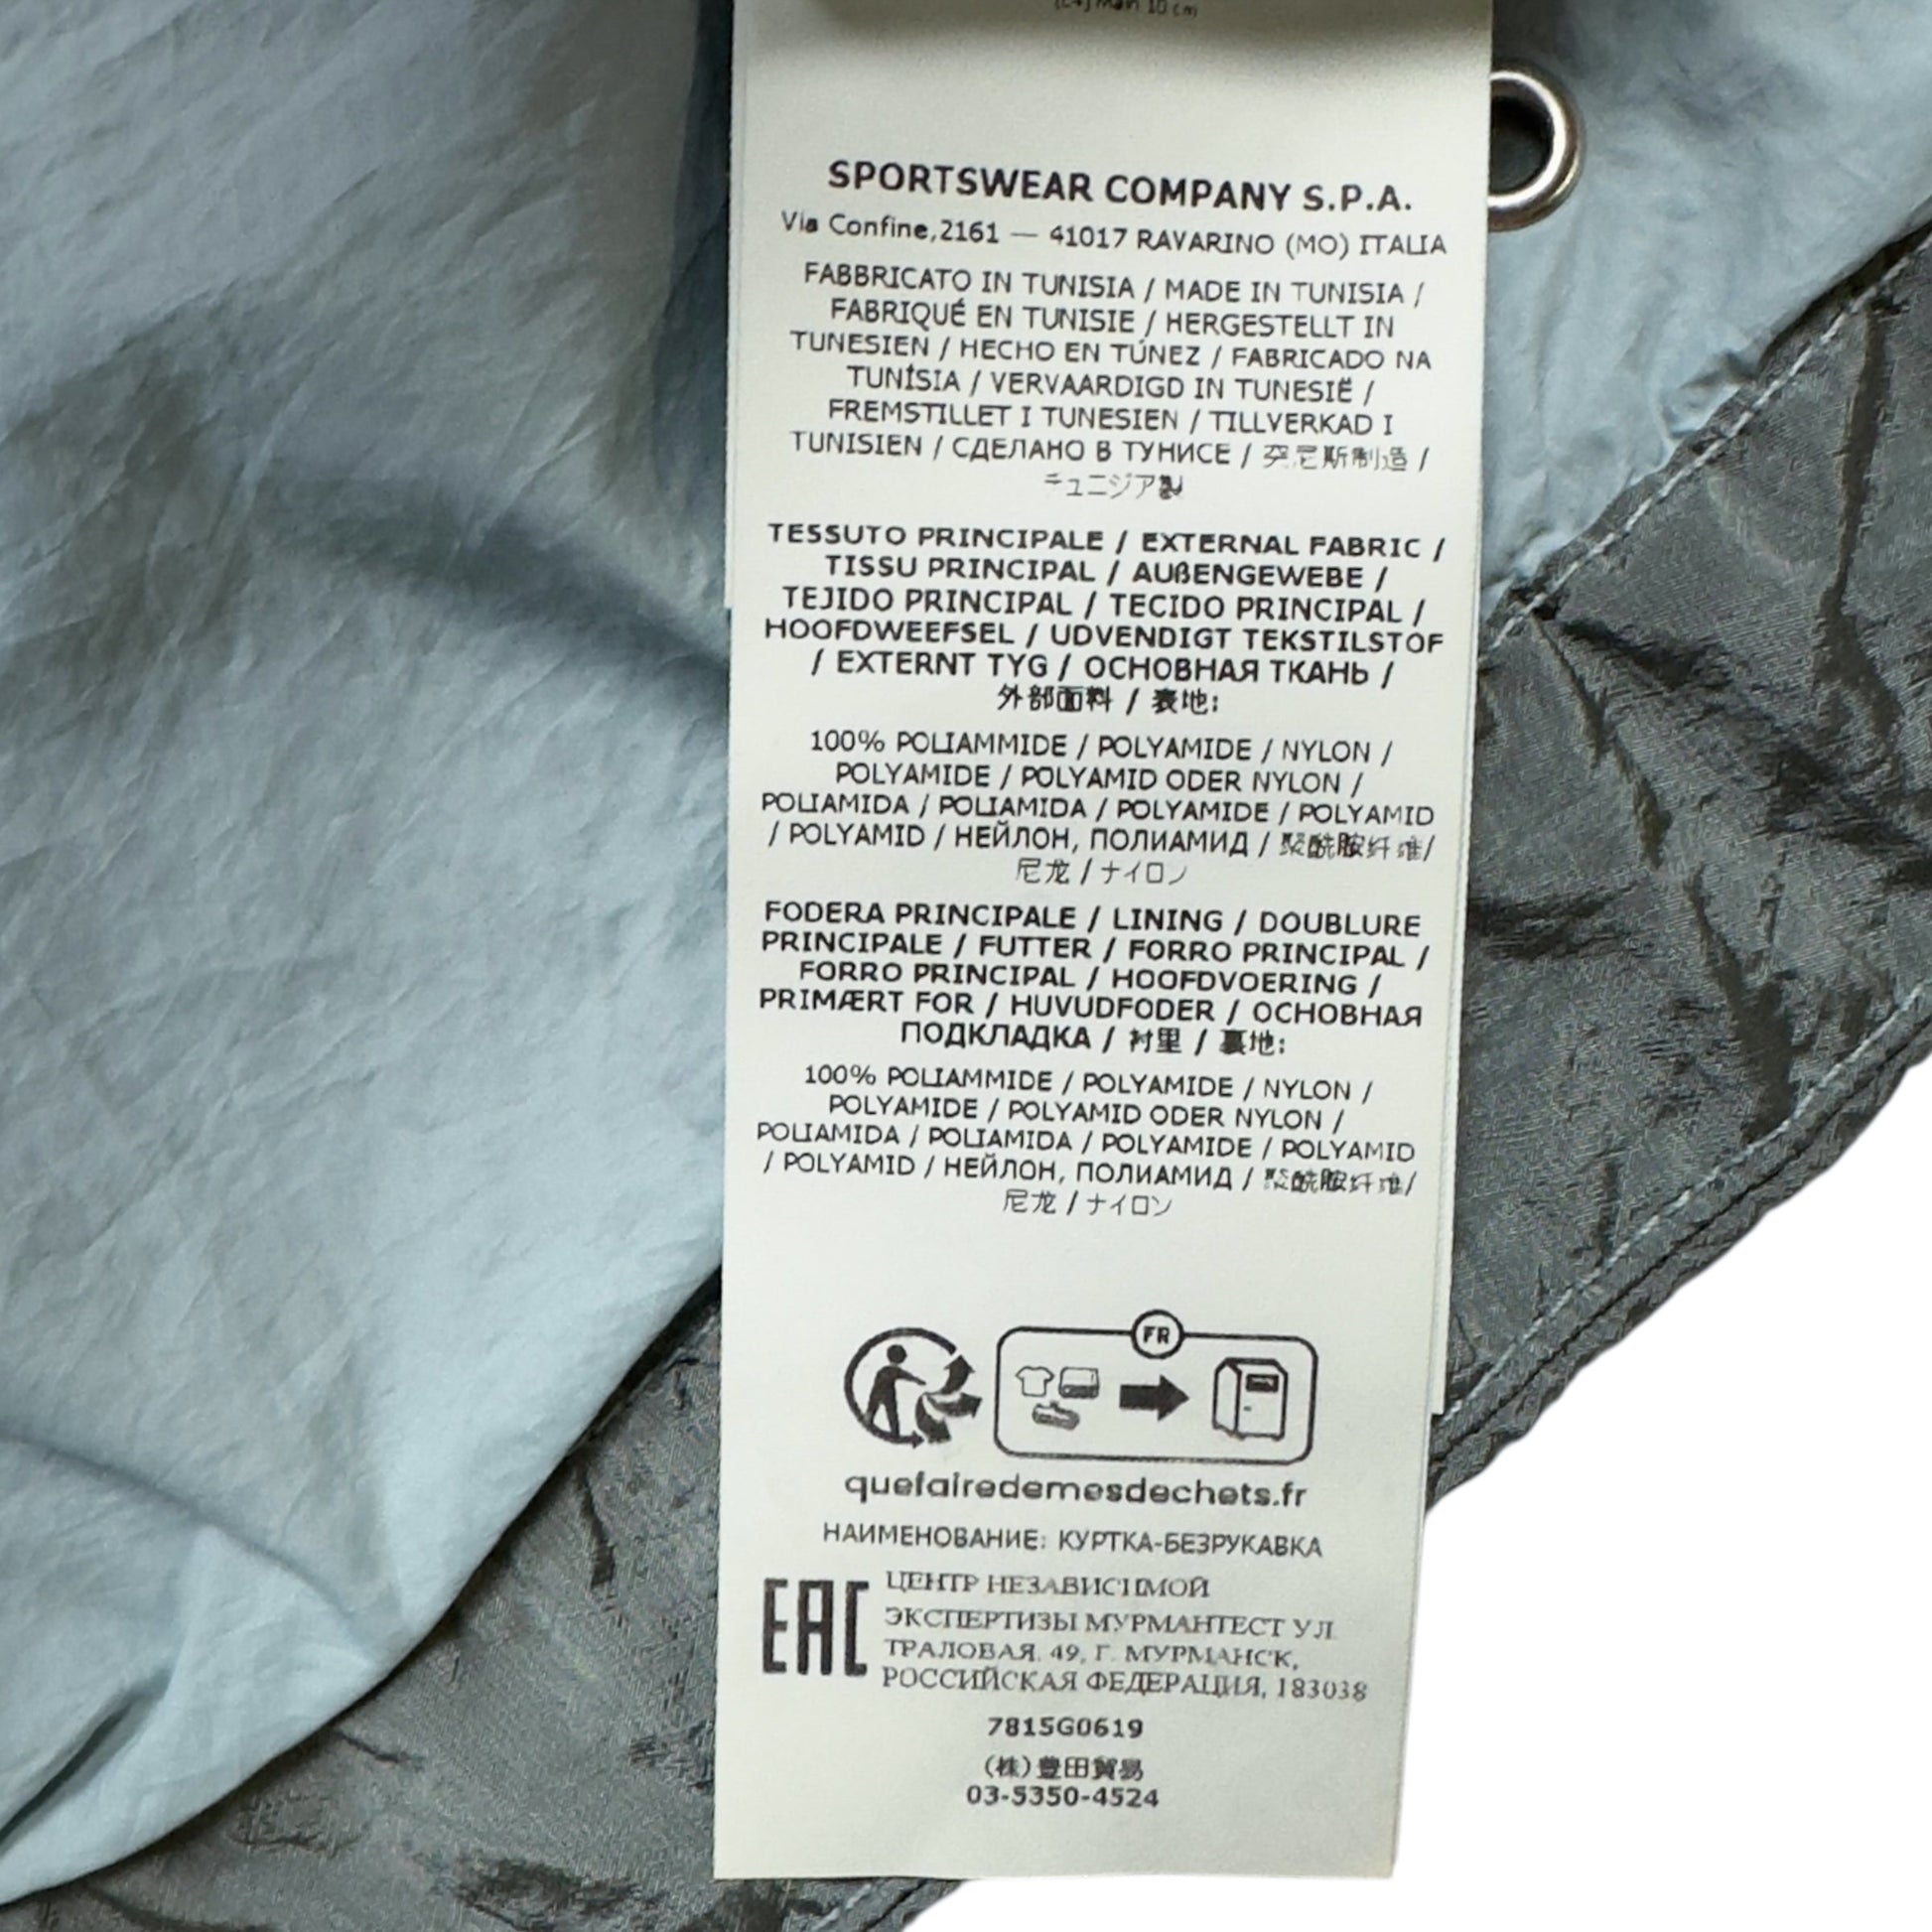 (L4) main 10 cm
SPORTSWEAR COMPANY S.P.A.
Via Confine,2161 — 41017 RAVARINO (MO) ITALIA
FABBRICATO IN TUNISIA / MADE IN TUNISIA /
FABRIQUÉ EN TUNISIE / HERGESTELLT IN
TUNESIEN / HECHO EN TÚNEZ / FABRICADO NA
TUNÍSIA / VERVAARDIGD IN TUNESIË /
FREMSTILLET I TUNESIEN / TILLVERKAD I
TUNISIEN / СДЕЛАНО В ТУНИСЕ / 突尼斯制造 /
チュニジア製
TESSUTO PRINCIPALE / EXTERNAL FABRIC /
TISSU PRINCIPAL / AUßENGEWEBE /
TEJIDO PRINCIPAL / TECIDO PRINCIPAL /
HOOFDWEEFSEL / UDVENDIGT TEKSTILSTOF
/ EXTERNT TYG / ОСНОВНАЯ ТКАНЬ /
外部面料 / 表地:
100% POLIAMMIDE / POLYAMIDE / NYLON /
POLYAMIDE / POLYAMID ODER NYLON /
POLIAMIDA / POLIAMIDA / POLYAMIDE / POLYAMID
/ POLYAMID / НЕЙЛОН, ПОЛИАМИД / 聚酰胺纤维/
尼龙 / ナイロン
FODERA PRINCIPALE / LINING / DOUBLURE
PRINCIPALE / FUTTER / FORRO PRINCIPAL /
FORRO PRINCIPAL / HOOFDVOERING /
PRIMÆRT FOR / HUVUDFODER / ОСНОВНАЯ
ПОДКЛАДКА / 衬里 / 裏地:
100% POLIAMMIDE / POLYAMIDE / NYLON /
POLYAMIDE / POLYAMID ODER NYLON /
POLIAMIDA / POLIAMIDA / POLYAMIDE / POLYAMID
/ POLYAMID / НЕЙЛОН, ПОЛИАМИД / 聚酰胺纤维/
尼龙 / ナイロン
FR
quefairedemesdechets.fr
НАИМЕНОВАНИЕ: КУРТКА-БЕЗРУКАВКА
EAC
ЦЕНТР НЕЗАВИСИМОЙ
ЭКСПЕРТИЗЫ МУРМАНТЕСТ УЛ.
ТРАЛОВАЯ, 49, Г. МУРМАНСК,
РОССИЙСКАЯ ФЕДЕРАЦИЯ, 183038
7815G0619
(株)豊田貿易
03-5350-4524